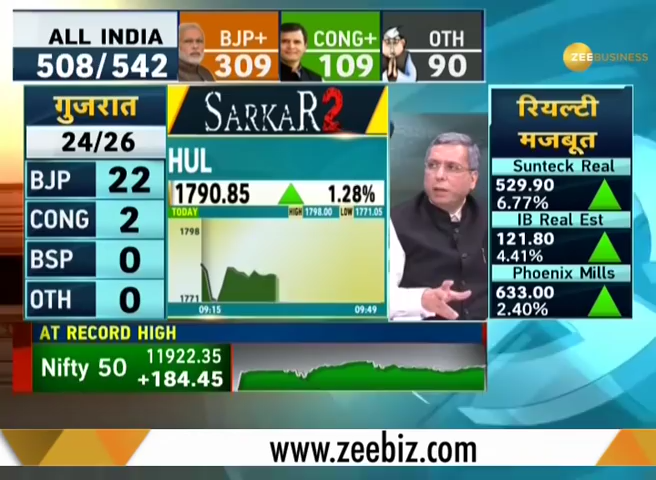 ALL INDIA
508/542
BJP+
309
CONG+
109
OTH
90
ZEEBUSINESS
गुजरात
24/26
BJP 22
CONG 2
BSP 0
OTH 0
SARKAR2
HUL
1790.85 1.28%
TODAY HIGH 1798.00 LOW 1771.05
1798
1771
09:15 09:49
रियल्टी
मजबूत
Sunteck Real
529.90
6.77%
IB Real Est
121.80
4.41%
Phoenix Mills
633.00
2.40%
AT RECORD HIGH
Nifty 50
11922.35
+184.45
www.zeebiz.com